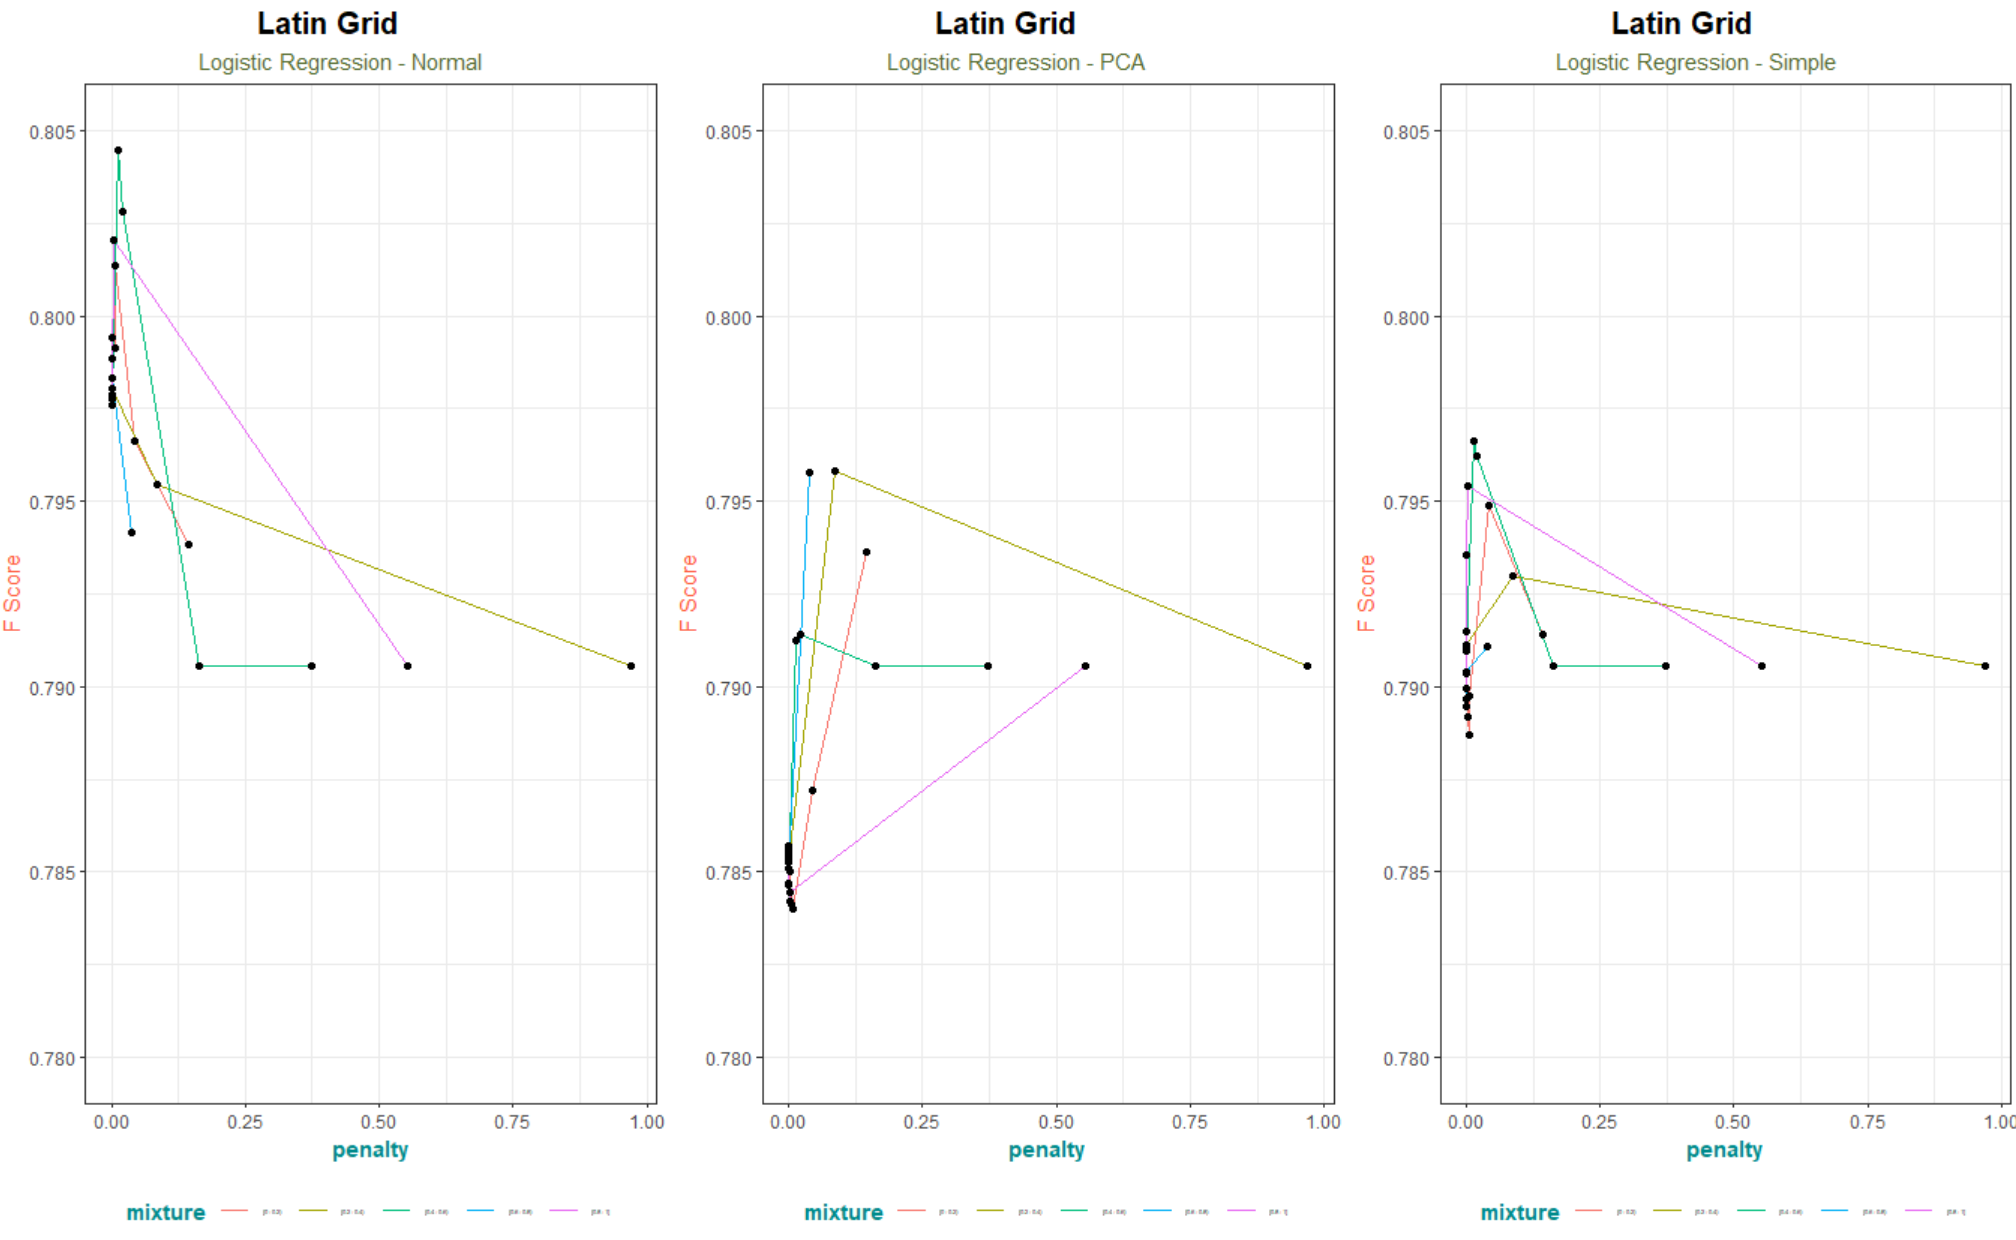 Latin Grid
Logistic Regression - Normal
F Score
0.805
0.800
0.795
0.790
0.785
0.780
0.00 0.25 0.50 0.75 1.00
penalty
mixture
Latin Grid
Logistic Regression - PCA
F Score
0.805
0.800
0.795
0.790
0.785
0.780
0.00 0.25 0.50 0.75 1.00
penalty
mixture
Latin Grid
Logistic Regression - Simple
F Score
0.805
0.800
0.795
0.790
0.785
0.780
0.00 0.25 0.50 0.75
penalty
mixture